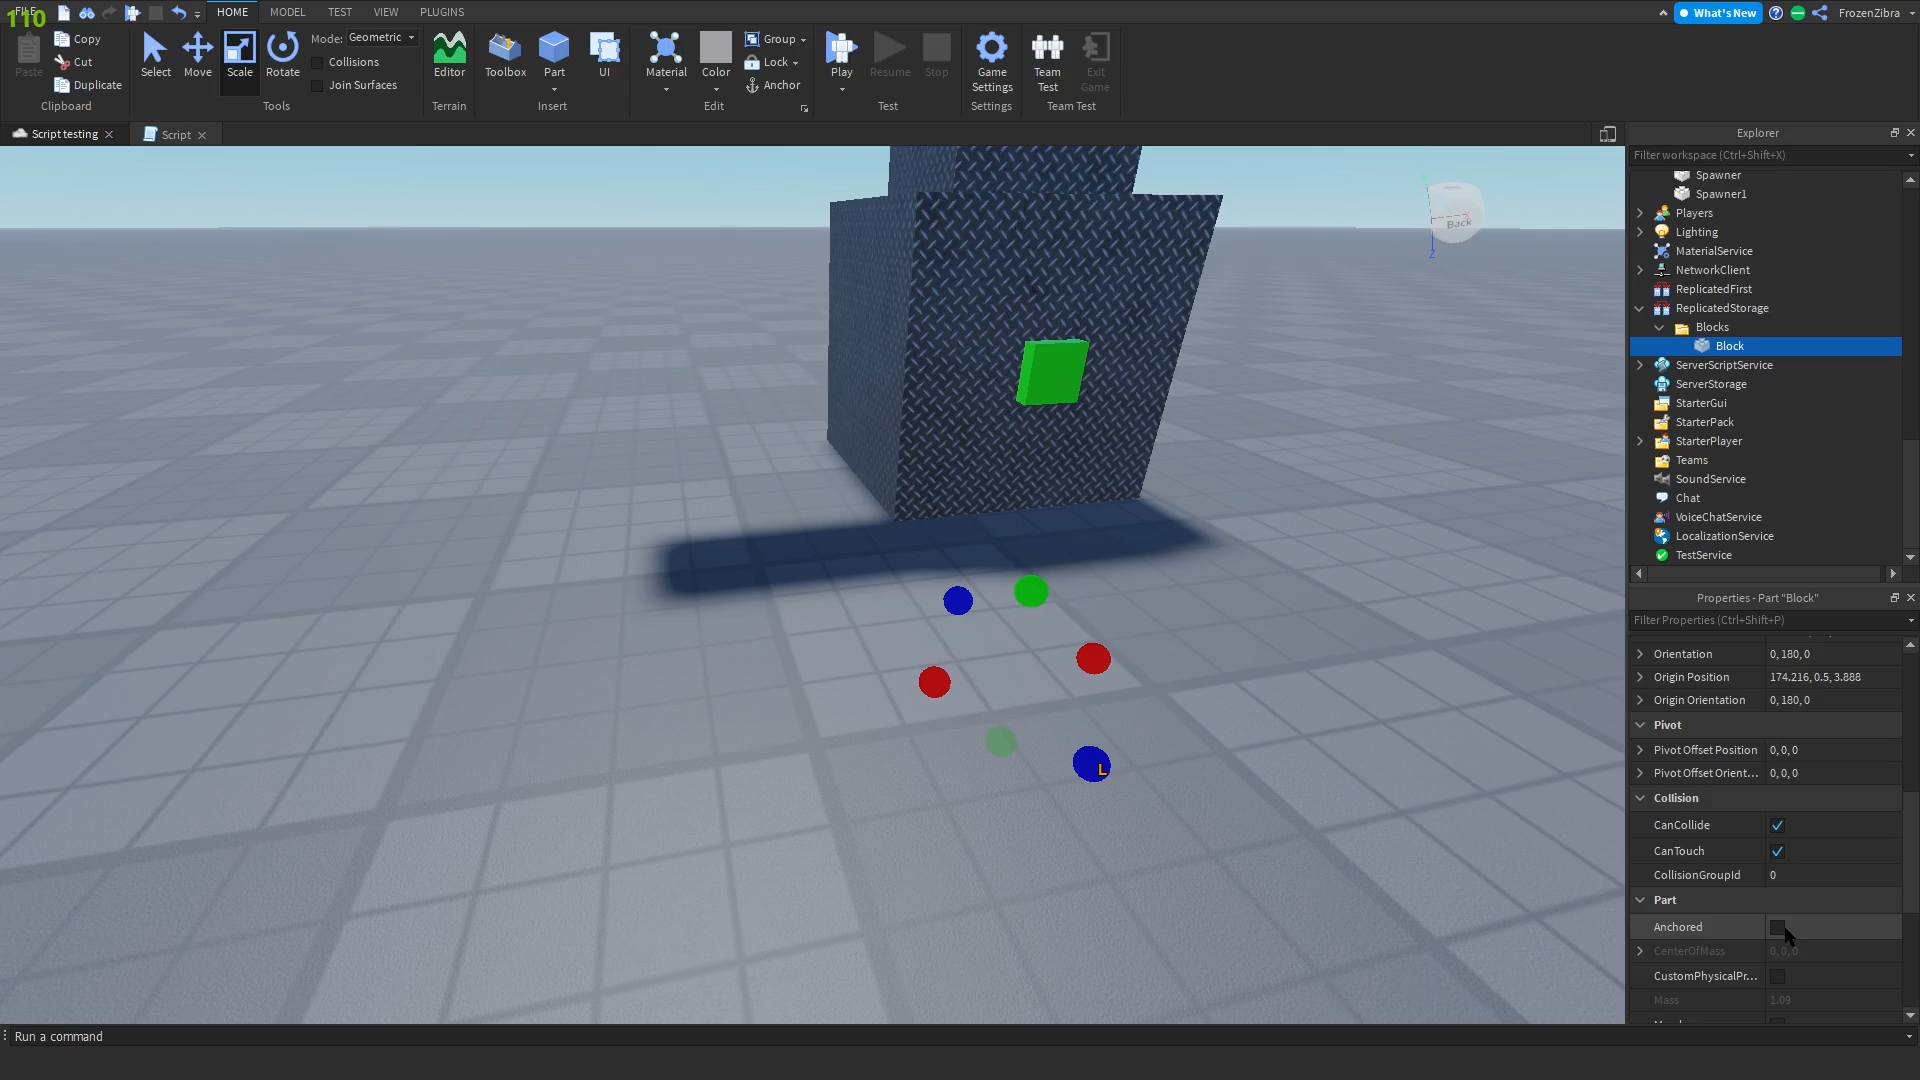 FILE
110
HOME
MODEL
TEST
VIEW
PLUGINS
What's New
FrozenZibra
Paste
Copy
Cut
Duplicate
Clipboard
Select
Move
Scale
Rotate
Mode: Geometric
Collisions
Join Surfaces
Tools
Editor
Terrain
Toolbox
Part
UI
Insert
Material
Color
Group
Lock
Anchor
Edit
Play
Resume
Stop
Test
Game
Settings
Settings
Team
Test
Exit
Game
Team Test
Script testing
Script
Back
Z
L
Explorer
Filter workspace (Ctrl+Shift+X)
Spawner
Spawner1
Players
Lighting
MaterialService
NetworkClient
ReplicatedFirst
ReplicatedStorage
Blocks
Block
ServerScriptService
ServerStorage
StarterGui
StarterPack
StarterPlayer
Teams
SoundService
Chat
VoiceChatService
LocalizationService
TestService
Properties - Part "Block"
Filter Properties (Ctrl+Shift+P)
Orientation 0, 180, 0
Origin Position 174.216, 0.5, 3.888
Origin Orientation 0, 180, 0
Pivot
Pivot Offset Position 0, 0, 0
Pivot Offset Orient... 0, 0, 0
Collision
CanCollide
CanTouch
CollisionGroupId 0
Part
Anchored
CenterOfMass 0, 0, 0
CustomPhysicalPr...
Mass 1.09
Run a command